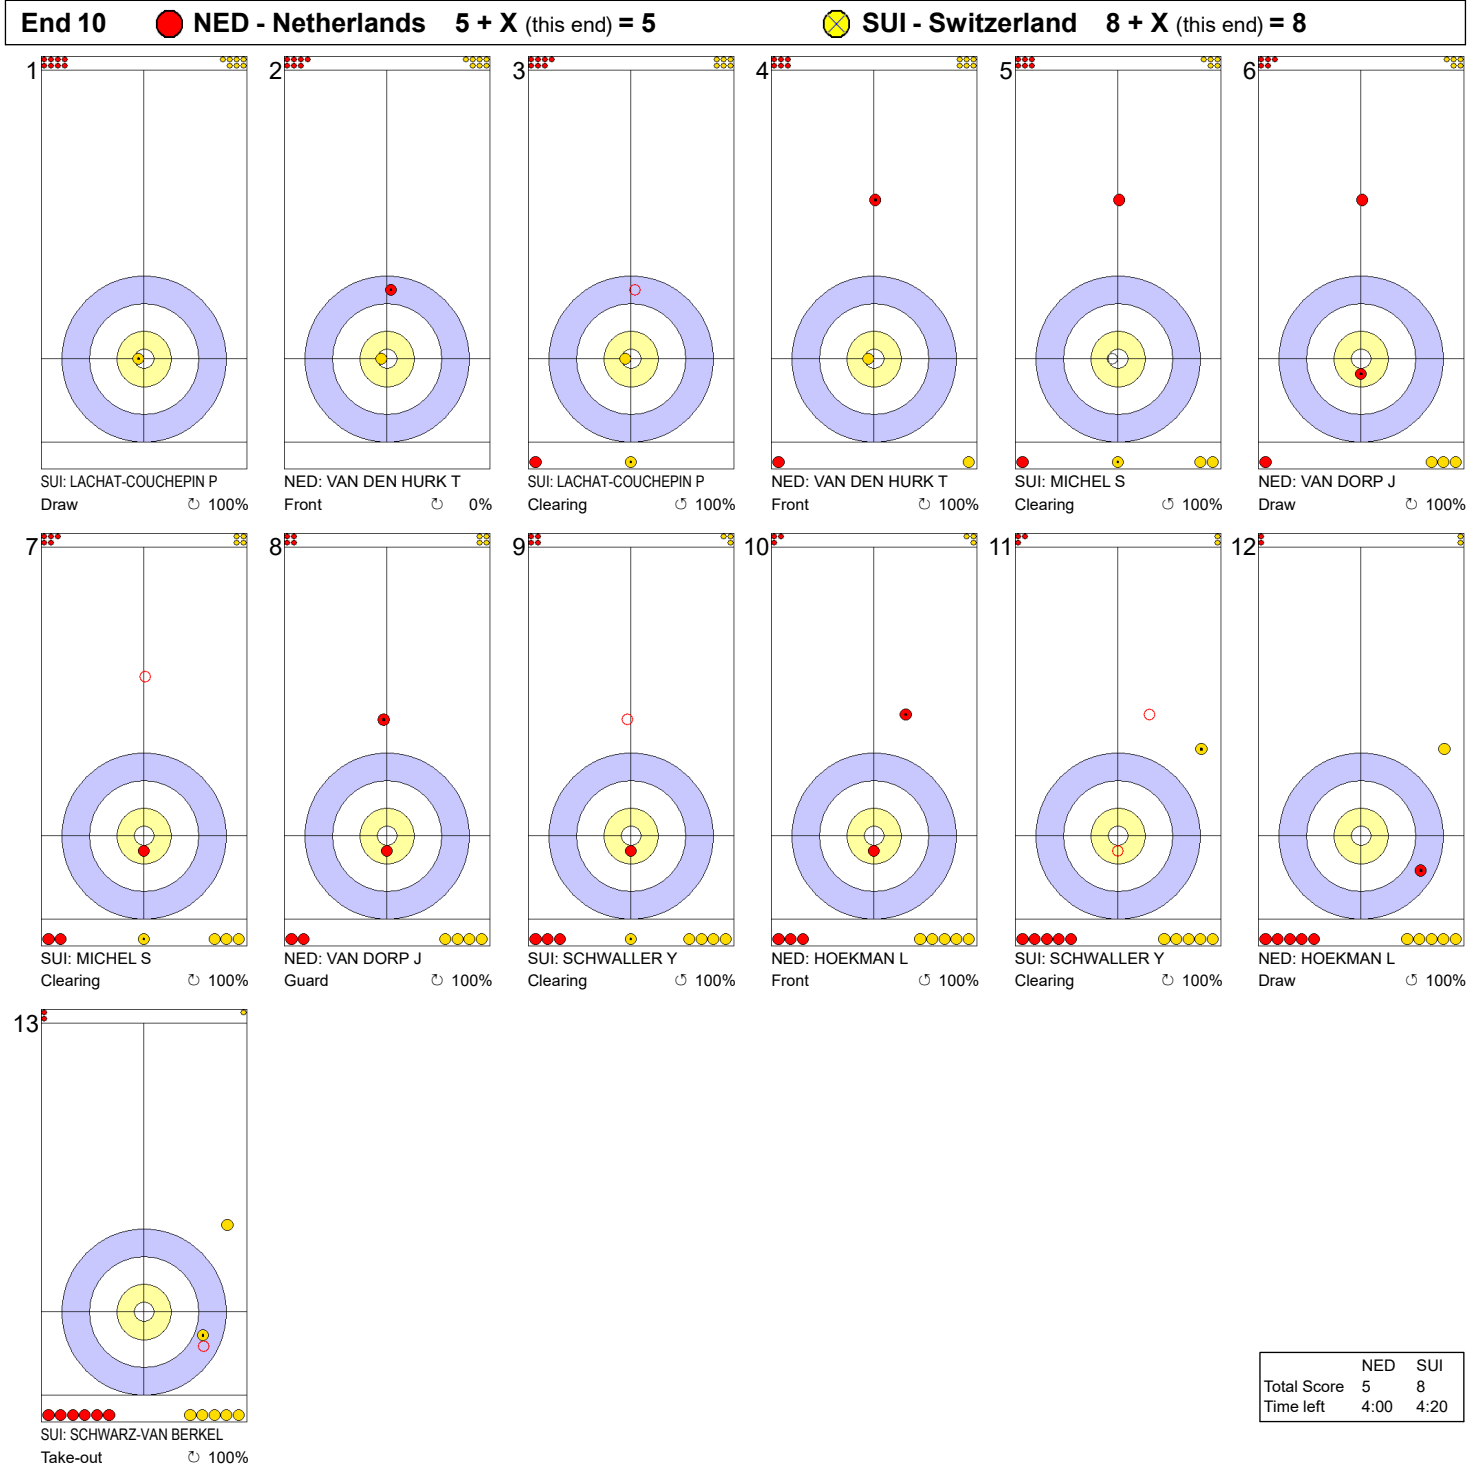 End 10 NED - Netherlands 5 + X (this end) = 5 SUI - Switzerland 8 + X (this end) = 8
1 2 3 4 5 6
SUI: LACHAT-COUCHEPIN P NED: VAN DEN HURK T SUI: LACHAT-COUCHEPIN P NED: VAN DEN HURK T SUI: MICHEL S NED: VAN DORP J
Draw ↻ 100% Front ↻ 0% Clearing ↺ 100% Front ↻ 100% Clearing ↺ 100% Draw ↻ 100%
7 8 9 10 11 12
SUI: MICHEL S NED: VAN DORP J SUI: SCHWALLER Y NED: HOEKMAN L SUI: SCHWALLER Y NED: HOEKMAN L
Clearing ↻ 100% Guard ↻ 100% Clearing ↺ 100% Front ↻ 100% Clearing ↺ 100% Draw ↻ 100%
13
SUI: SCHWARZ-VAN BERKEL
Take-out ↻ 100%
NED SUI
Total Score 5 8
Time left 4:00 4:20